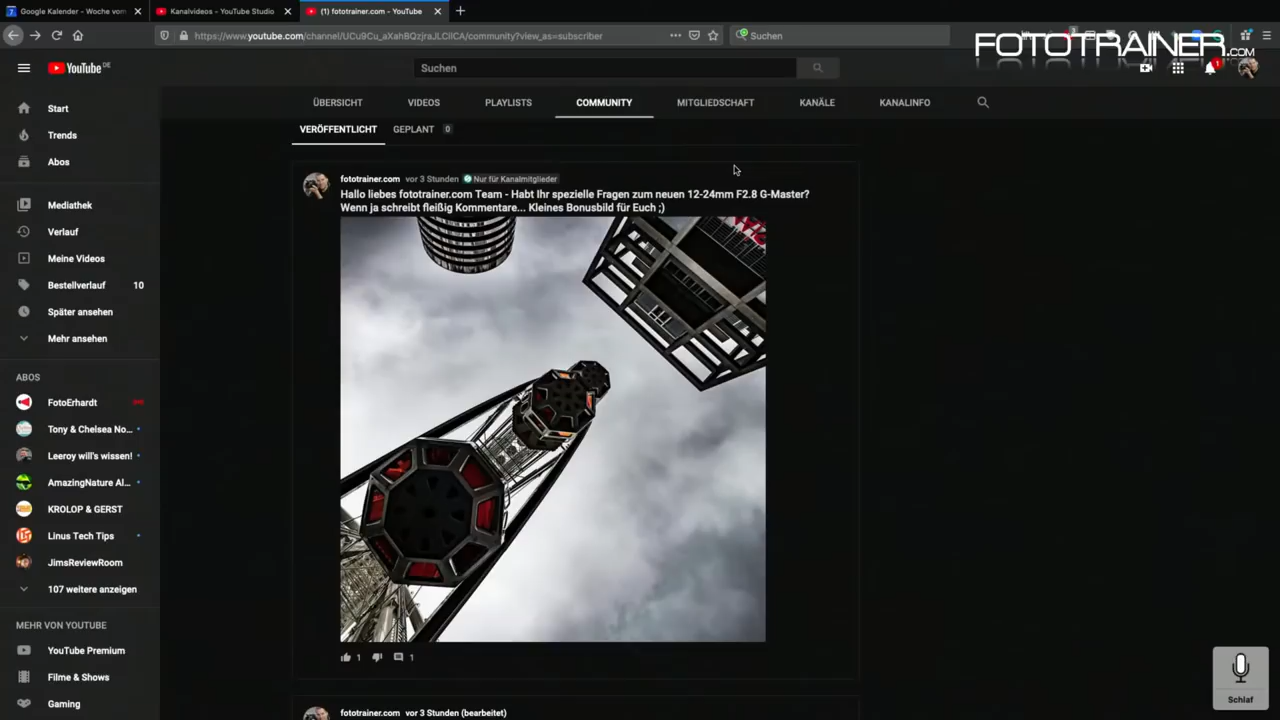 Google Kalender - Woche vom
Kanalvideos - YouTube Studio
(1) fototrainer.com - YouTube
https://www.youtube.com/channel/UCu9Cu_aXahBQzjraJLCIlCA/community?view_as=subscriber
Suchen
FOTOTRAINER.COM
YouTube DE
Suchen
1
ÜBERSICHT
VIDEOS
PLAYLISTS
COMMUNITY
MITGLIEDSCHAFT
KANÄLE
KANALINFO
VERÖFFENTLICHT
GEPLANT 0
Start
Trends
Abos
Mediathek
Verlauf
Meine Videos
Bestellverlauf 10
Später ansehen
Mehr ansehen
ABOS
FotoErhardt
Tony & Chelsea No...
Leeroy will's wissen!
AmazingNature Al...
KROLOP & GERST
Linus Tech Tips
JimsReviewRoom
107 weitere anzeigen
MEHR VON YOUTUBE
YouTube Premium
Filme & Shows
Gaming
fototrainer.com vor 3 Stunden Nur für Kanalmitglieder
Hallo liebes fototrainer.com Team - Habt Ihr spezielle Fragen zum neuen 12-24mm F2.8 G-Master?
Wenn ja schreibt fleißig Kommentare... Kleines Bonusbild für Euch ;)
1 1
fototrainer.com vor 3 Stunden (bearbeitet)
Schlaf